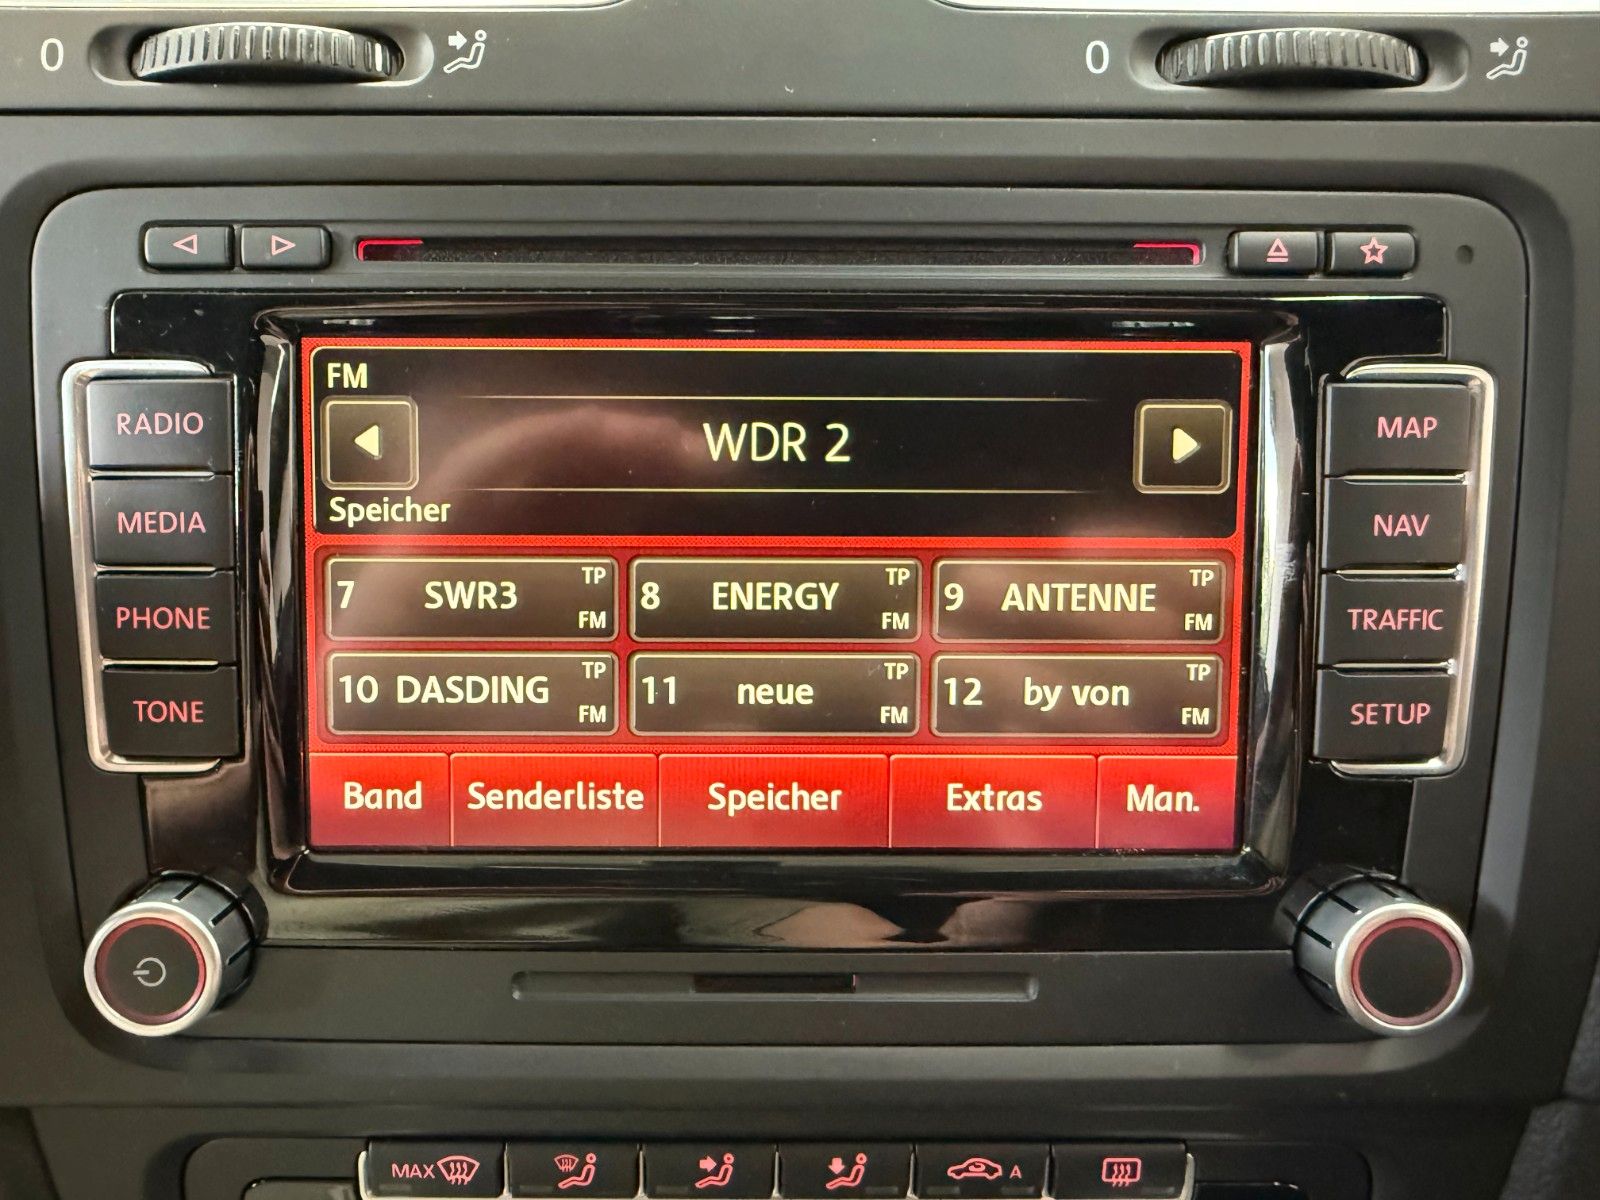 0 0
FM
WDR 2
Speicher
7 SWR3 TP FM
8 ENERGY TP FM
9 ANTENNE TP FM
10 DASDING TP FM
11 neue TP FM
12 by von TP FM
Band Senderliste Speicher Extras Man.
RADIO
MEDIA
PHONE
TONE
MAP
NAV
TRAFFIC
SETUP
MAX A